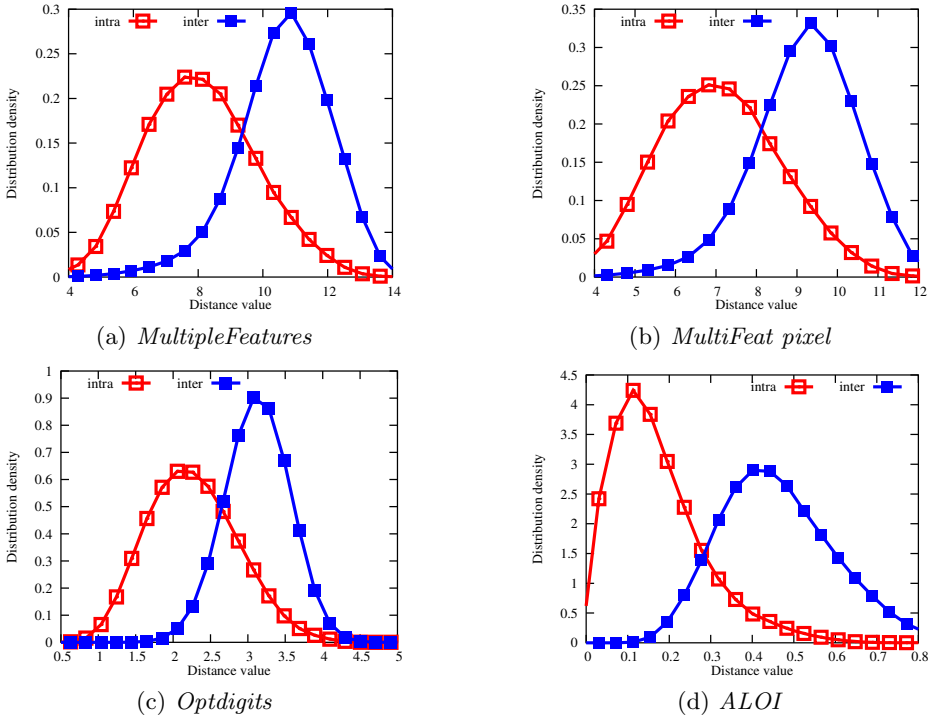 intra inter
Distribution density
0.3
0.25
0.2
0.15
0.1
0.05
0
4 6 8 10 12 14
Distance value
(a) MultipleFeatures
intra inter
Distribution density
0.35
0.3
0.25
0.2
0.15
0.1
0.05
0
4 5 6 7 8 9 10 11 12
Distance value
(b) MultiFeat pixel
intra inter
Distribution density
1
0.9
0.8
0.7
0.6
0.5
0.4
0.3
0.2
0.1
0
0.5 1 1.5 2 2.5 3 3.5 4 4.5 5
Distance value
(c) Optdigits
intra inter
Distribution density
4.5
4
3.5
3
2.5
2
1.5
1
0.5
0
0 0.1 0.2 0.3 0.4 0.5 0.6 0.7 0.8
Distance value
(d) ALOI